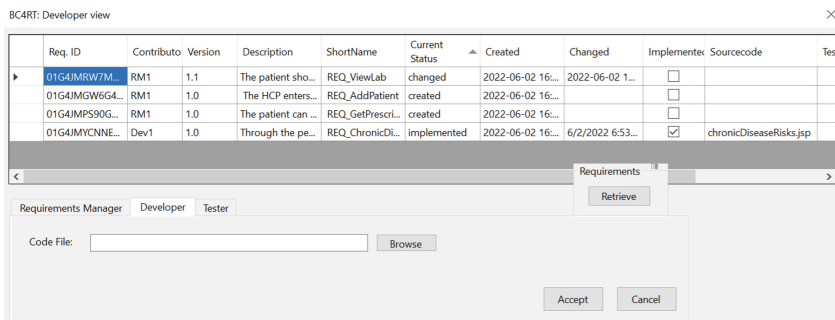 BC4RT: Developer view
Req. ID Contributo Version Description ShortName Current Status Created Changed Implemented Sourcecode Tes
01G4JMRW7M... RM1 1.1 The patient sho... REQ_ViewLab changed 2022-06-02 16:... 2022-06-02 1...
01G4JMGW6G4... RM1 1.0 The HCP enters... REQ_AddPatient created 2022-06-02 16:...
01G4JMPS90G... RM1 1.0 The patient can ... REQ_GetPrescri... created 2022-06-02 16:...
01G4JMYCNNE... Dev1 1.0 Through the pe... REQ_ChronicDi... implemented 2022-06-02 16:... 6/2/2022 6:53... chronicDiseaseRisks.jsp
Requirements
Retrieve
Requirements Manager Developer Tester
Code File: Browse
Accept Cancel